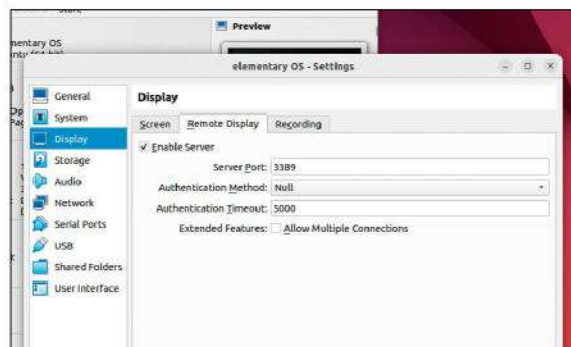 Start.
Preview
mentary OS
elementary OS - Settings
General
System
Display
Storage
Audio
Network
Serial Ports
USB
Shared Folders
User Interface
Display
Screen Remote Display Recording
Enable Server
Server Port: 3389
Authentication Method: Null
Authentication Timeout: 5000
Extended Features: Allow Multiple Connections